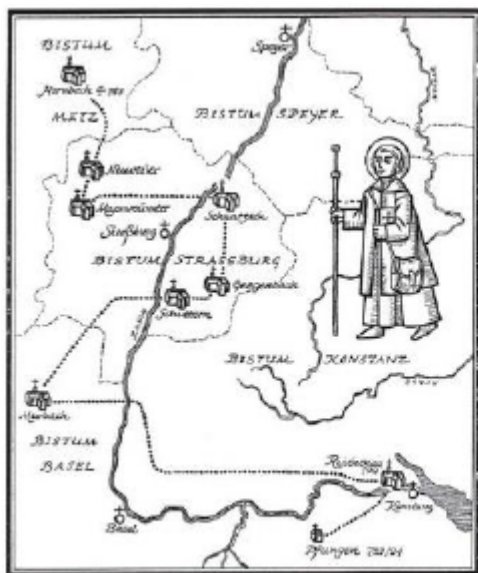 BISTUM
Speyer
Hornbach
METZ
BISTUM SPEYER
Neuweiler
Maursmünster
Schwarzach
Straßburg
BISTUM STRASSBURG
Gengenbach
Schuttern
BISTUM KONSTANZ
Murbach
BISTUM
BASEL
Reichenau
Konstanz
Basel
Pfungen